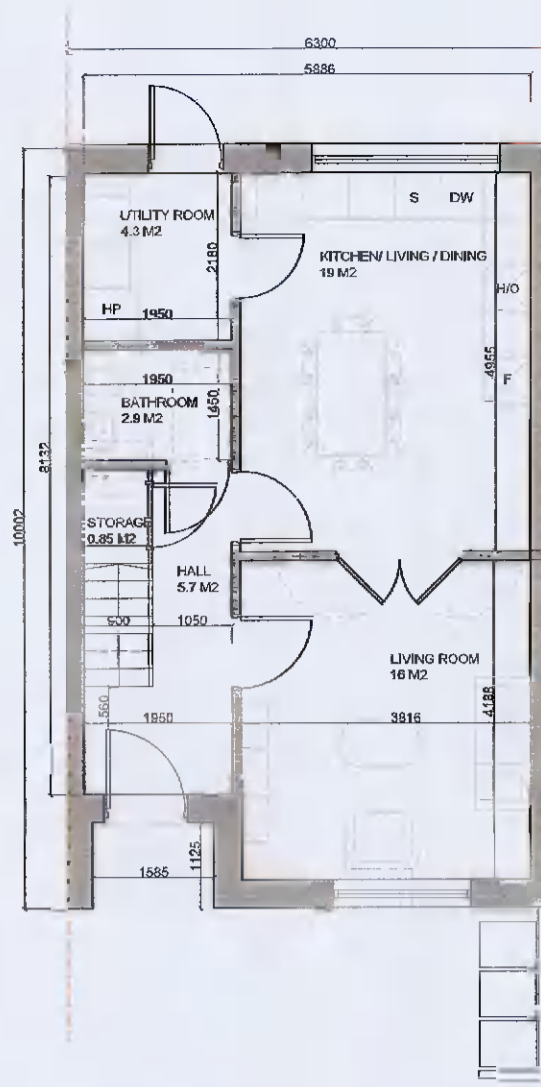 6300
5886
UTILITY ROOM
4.3 M2
2180
HP
1950
S DW
KITCHEN/ LIVING / DINING
19 M2
H/O
4955
F
1950
BATHROOM
2.9 M2
1450
8132
10002
STORAGE
0.85 M2
HALL
5.7 M2
900
1050
LIVING ROOM
16 M2
4188
560
1950
3816
1585
1125